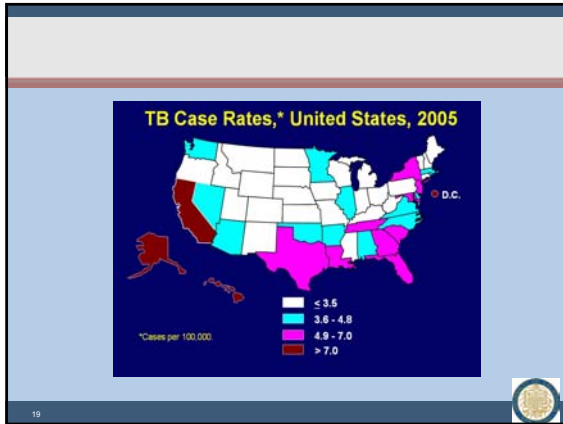 TB Case Rates,* United States, 2005
D.C.
≤ 3.5
3.6 - 4.8
4.9 - 7.0
> 7.0
*Cases per 100,000.
19